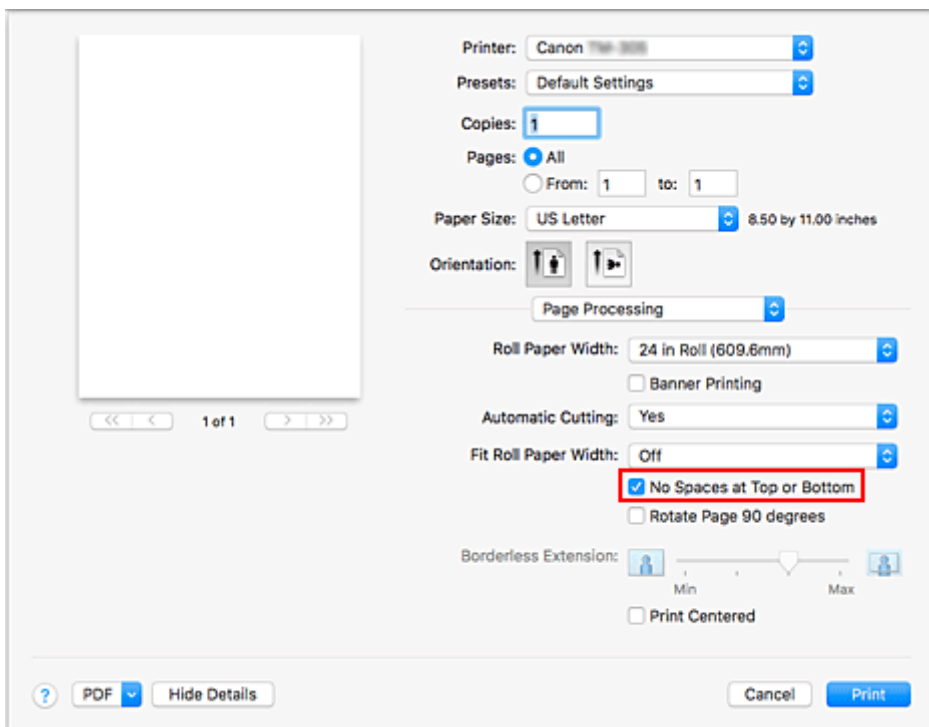 Printer: Canon
Presets: Default Settings
Copies: 1
Pages: All
From: 1 to: 1
Paper Size: US Letter 8.50 by 11.00 inches
Orientation:
Page Processing
Roll Paper Width: 24 in Roll (609.6mm)
Banner Printing
<< < 1 of 1 > >>
Automatic Cutting: Yes
Fit Roll Paper Width: Off
No Spaces at Top or Bottom
Rotate Page 90 degrees
Borderless Extension:
Min Max
Print Centered
? PDF Hide Details Cancel Print